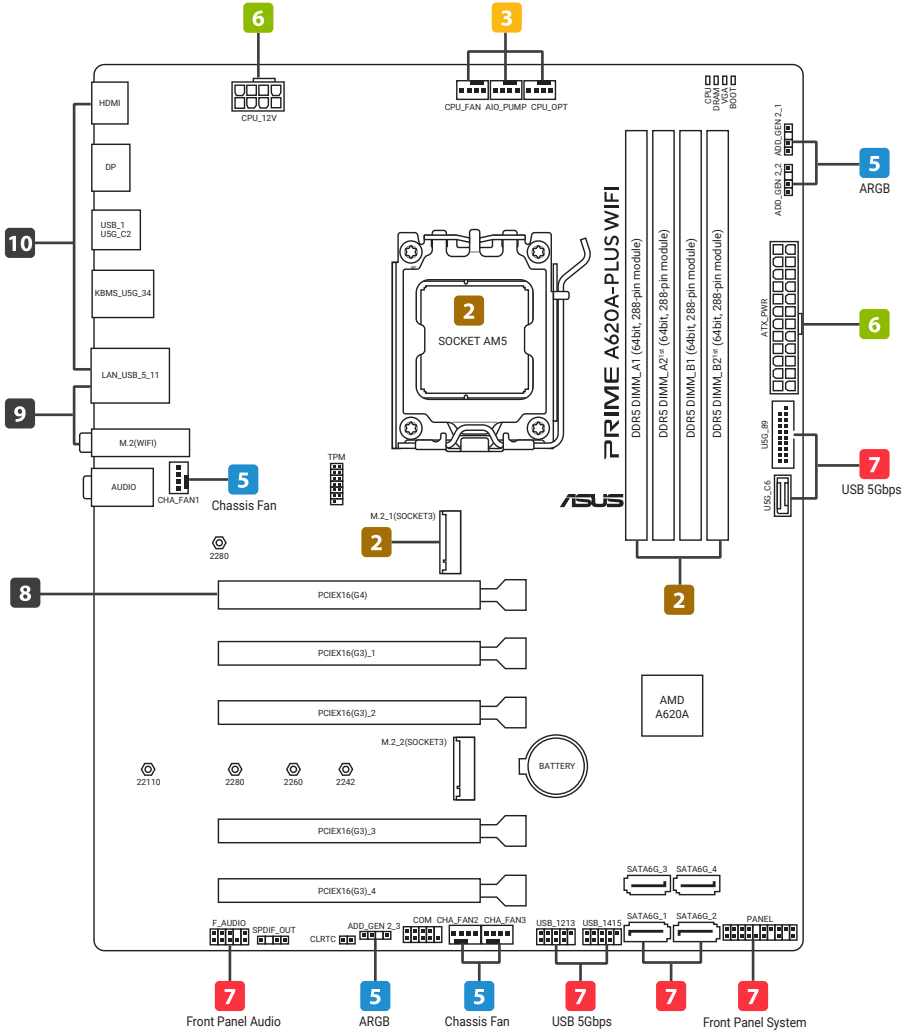 6
3
HDMI
CPU_12V
CPU_FAN AIO_PUMP CPU_OPT
CPU
DRAM
VGA
BOOT
ADD_GEN 2_1
ADD_GEN 2_2
5
ARGB
DP
10
USB_1
U5G_C2
KBMS_U5G_34
2
SOCKET AM5
PRIME A620A-PLUS WIFI
DDR5 DIMM_A1 (64bit, 288-pin module)
DDR5 DIMM_A2 1st (64bit, 288-pin module)
DDR5 DIMM_B1 (64bit, 288-pin module)
DDR5 DIMM_B2 1st (64bit, 288-pin module)
ATX_PWR
6
LAN_USB_5_11
9
M.2(WIFI)
U5G_89
7
USB 5Gbps
U5G_C6
AUDIO
CHA_FAN1
5
Chassis Fan
TPM
ASUS
M.2_1(SOCKET3)
2
2280
2
8
PCIEX16(G4)
PCIEX16(G3)_1
PCIEX16(G3)_2
AMD
A620A
M.2_2(SOCKET3)
BATTERY
22110
2280
2260
2242
PCIEX16(G3)_3
PCIEX16(G3)_4
SATA6G_3 SATA6G_4
F_AUDIO
SPDIF_OUT
CLRTC
ADD_GEN 2_3
COM
CHA_FAN2
CHA_FAN3
USB_1213
USB_1415
SATA6G_1
SATA6G_2
PANEL
7
Front Panel Audio
5
ARGB
5
Chassis Fan
7
USB 5Gbps
7
7
Front Panel System